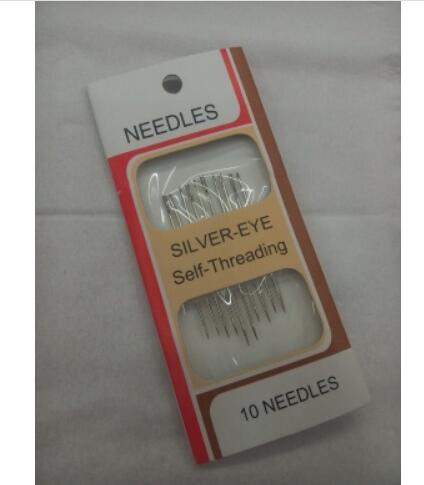 NEEDLES
SILVER-EYE
Self-Threading
10 NEEDLES